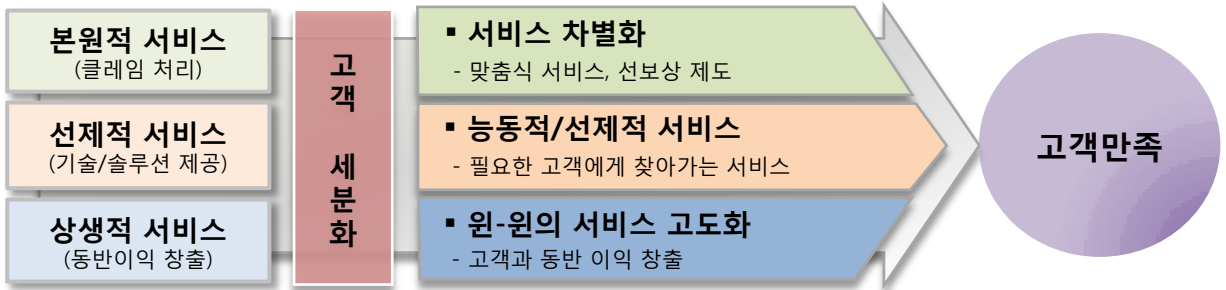 본원적 서비스
(클레임 처리)
선제적 서비스
(기술/솔루션 제공)
상생적 서비스
(동반이익 창출)
고객 세분화
▪ 서비스 차별화
- 맞춤식 서비스, 선보상 제도
▪ 능동적/선제적 서비스
- 필요한 고객에게 찾아가는 서비스
▪ 윈-윈의 서비스 고도화
- 고객과 동반 이익 창출
고객만족